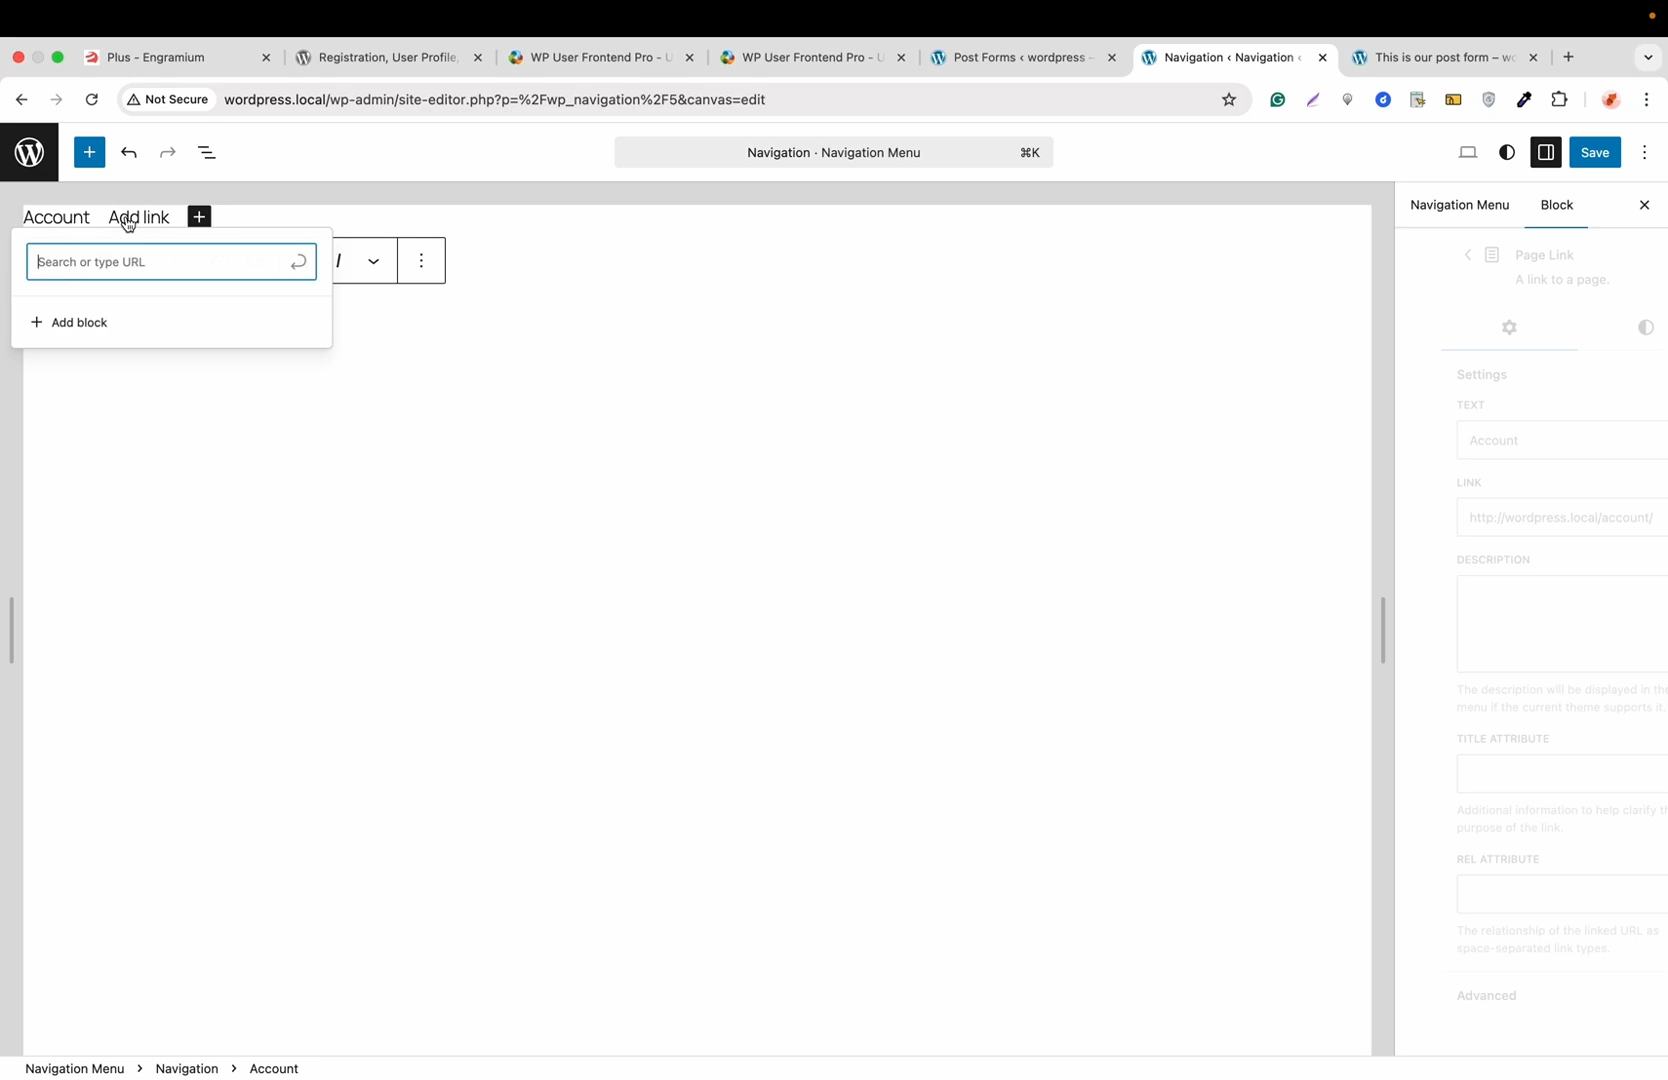 Plus - Engramium
Registration, User Profile,
WP User Frontend Pro - U
WP User Frontend Pro - U
Post Forms ‹ wordpress –
Navigation ‹ Navigation ‹
This is our post form – wo
Not Secure
wordpress.local/wp-admin/site-editor.php?p=%2Fwp_navigation%2F5&canvas=edit
Navigation · Navigation Menu ⌘K
Save
Account Add link
Navigation Menu Block
Search or type URL
Add block
Page Link
A link to a page.
Settings
TEXT
Account
LINK
http://wordpress.local/account/
DESCRIPTION
The description will be displayed in the
menu if the current theme supports it.
TITLE ATTRIBUTE
Additional information to help clarify th
purpose of the link.
REL ATTRIBUTE
The relationship of the linked URL as
space-separated link types.
Advanced
Navigation Menu › Navigation › Account